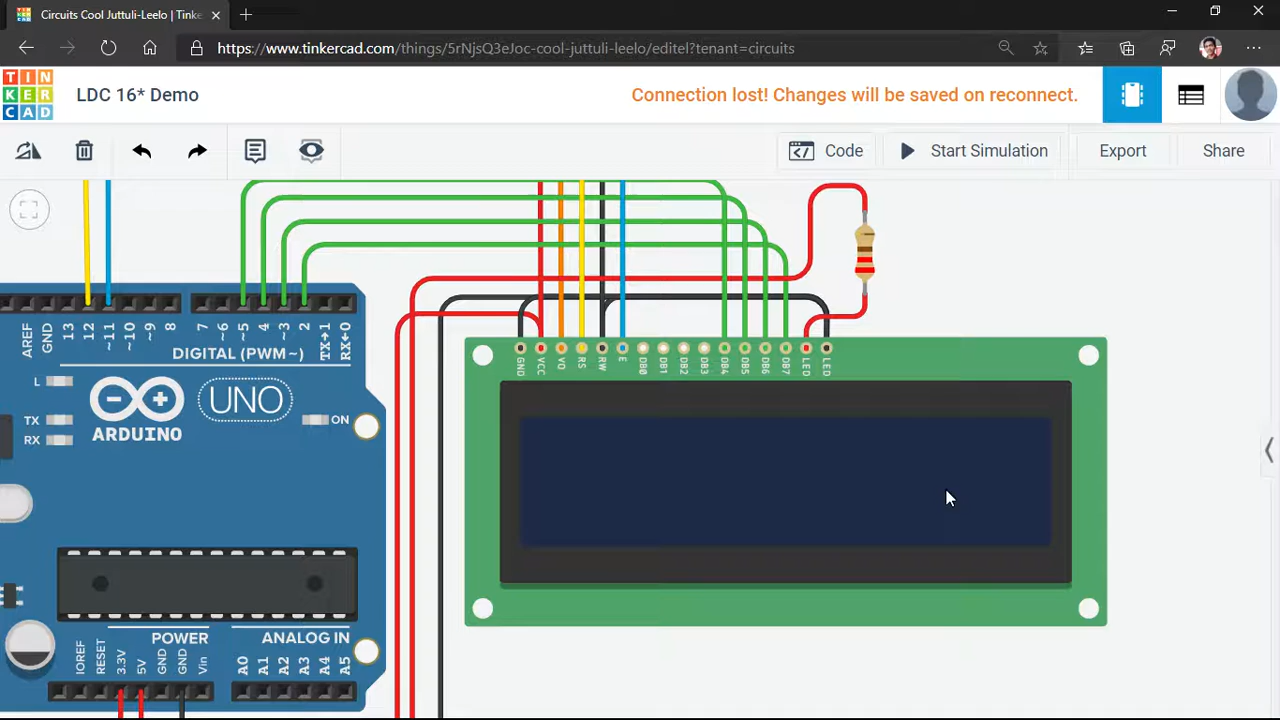 Circuits Cool Juttuli-Leelo | Tinke
https://www.tinkercad.com/things/5rNjsQ3eJoc-cool-juttuli-leelo/editel?tenant=circuits
TIN
KER
CAD
LDC 16* Demo
Connection lost! Changes will be saved on reconnect.
Code
Start Simulation
Export
Share
AREF
GND
13
12
~11
~10
~9
8
7
~6
~5
4
~3
2
TX→1
RX←0
DIGITAL (PWM~)
L
TX
RX
ARDUINO
UNO
ON
GND
VCC
VO
RS
RW
E
DB0
DB1
DB2
DB3
DB4
DB5
DB6
DB7
LED
LED
POWER
ANALOG IN
IOREF
RESET
3.3V
5V
GND
GND
Vin
A0
A1
A2
A3
A4
A5